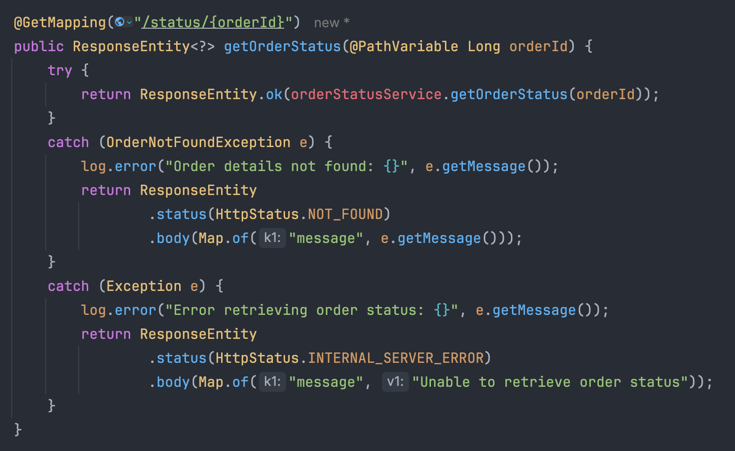 @GetMapping("/status/{orderId}") new *
public ResponseEntity<?> getOrderStatus(@PathVariable Long orderId) {
try {
return ResponseEntity.ok(orderStatusService.getOrderStatus(orderId));
}
catch (OrderNotFoundException e) {
log.error("Order details not found: {}", e.getMessage());
return ResponseEntity
.status(HttpStatus.NOT_FOUND)
.body(Map.of( k1: "message", e.getMessage()));
}
catch (Exception e) {
log.error("Error retrieving order status: {}", e.getMessage());
return ResponseEntity
.status(HttpStatus.INTERNAL_SERVER_ERROR)
.body(Map.of( k1: "message", v1: "Unable to retrieve order status"));
}
}